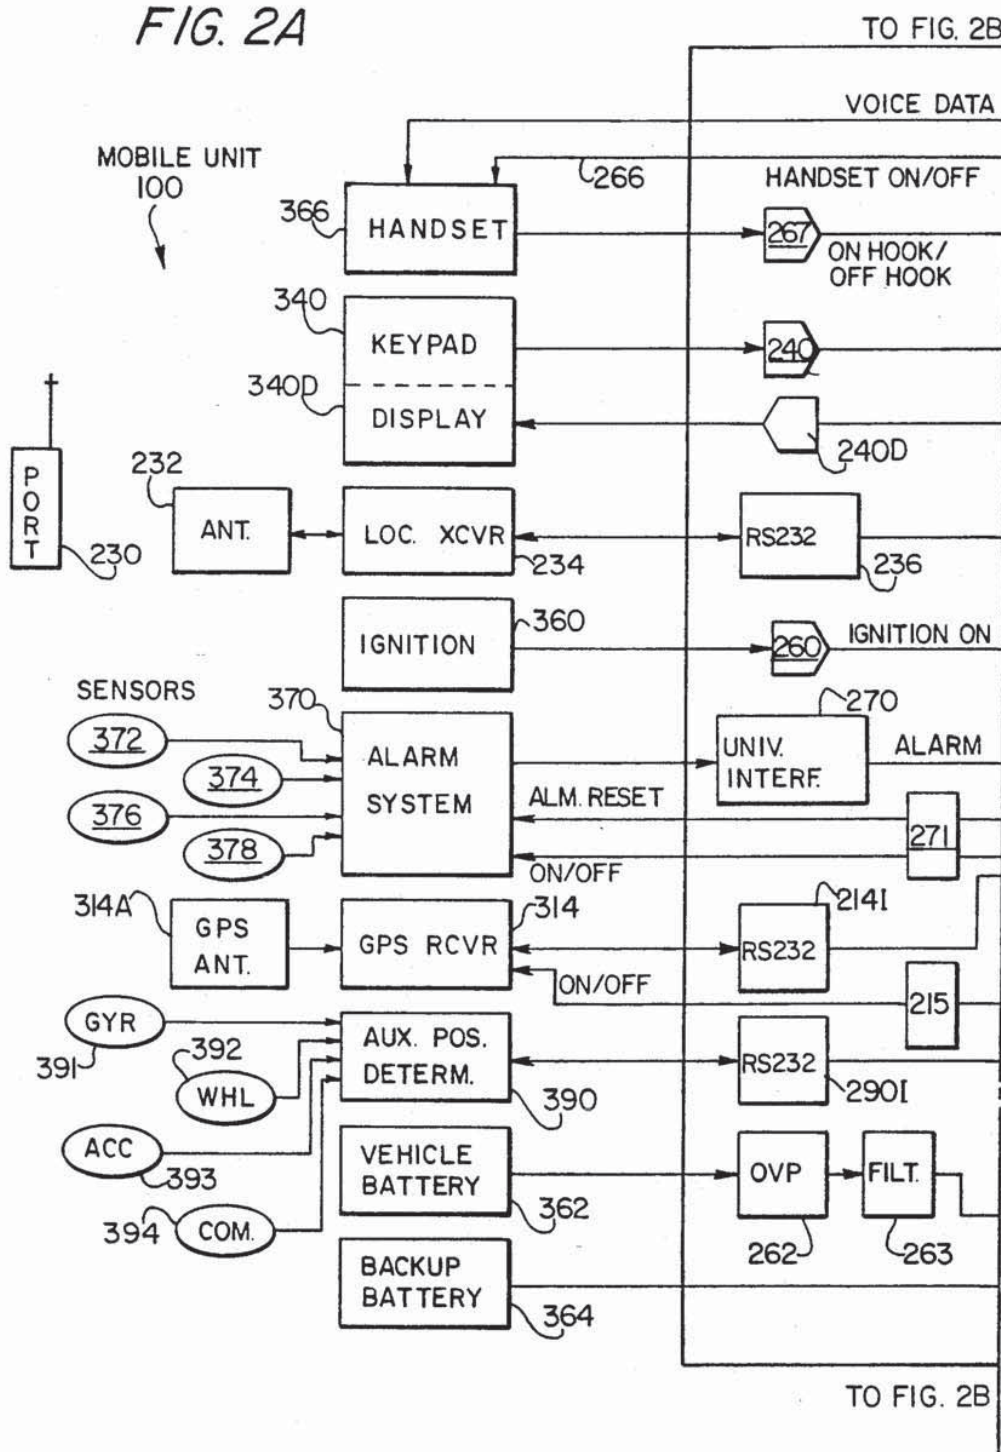 FIG. 2A
TO FIG. 2B
VOICE DATA
MOBILE UNIT
100
266
HANDSET ON/OFF
366
HANDSET
267
ON HOOK/
OFF HOOK
340
KEYPAD
240
340D
DISPLAY
240D
PORT
230
232
ANT.
LOC. XCVR
234
RS232
236
IGNITION
360
260
IGNITION ON
SENSORS
372
374
376
378
370
ALARM
SYSTEM
270
UNIV.
INTERF.
ALARM
ALM. RESET
271
ON/OFF
314A
GPS
ANT.
314
GPS RCVR
214I
RS232
ON/OFF
215
GYR
391
392
WHL
AUX. POS.
DETERM.
390
RS232
290I
ACC
393
394
COM.
VEHICLE
BATTERY
362
OVP
262
FILT.
263
BACKUP
BATTERY
364
TO FIG. 2B